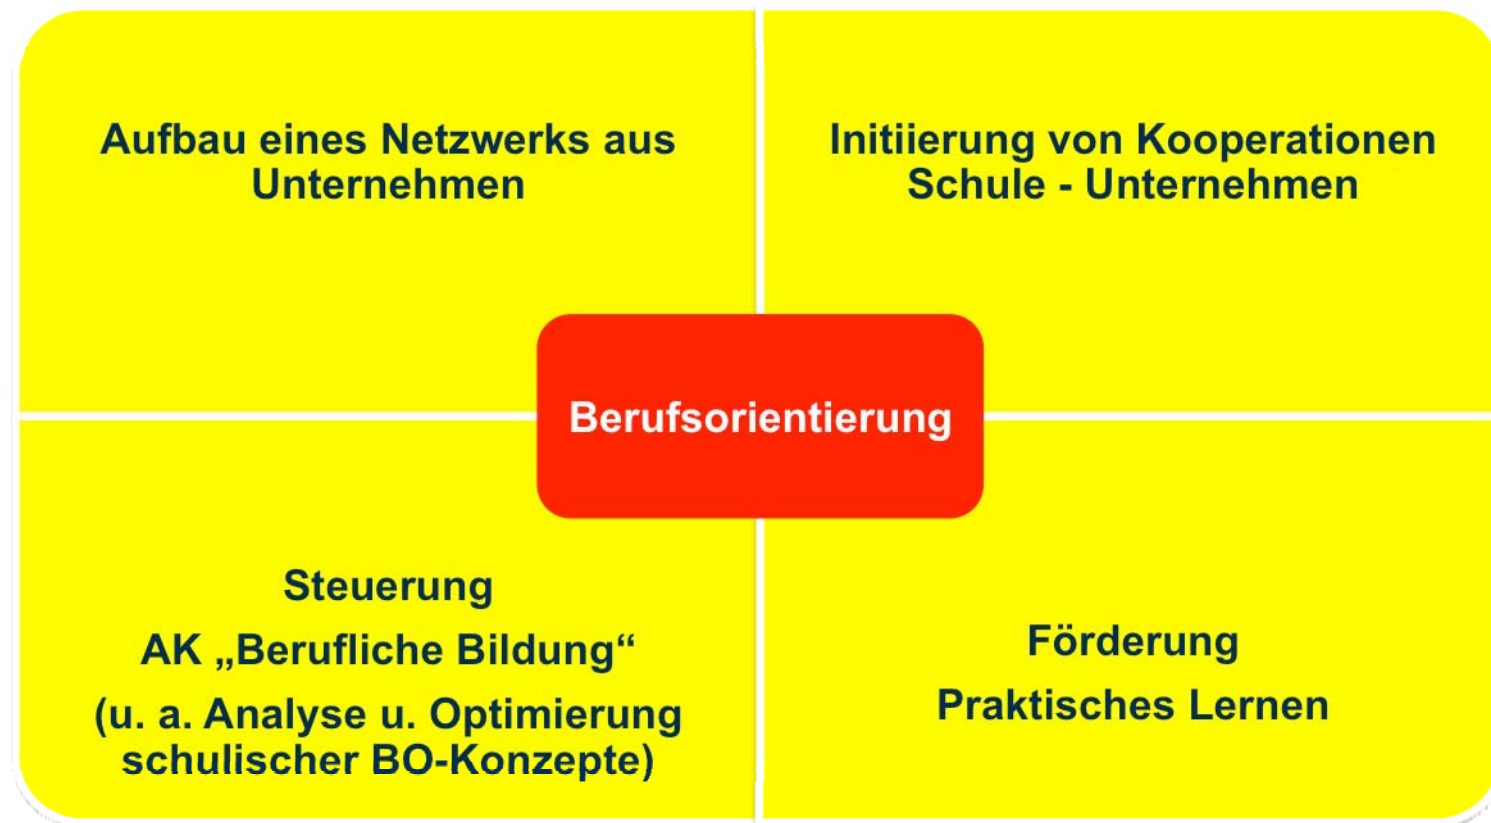 Aufbau eines Netzwerks aus
Unternehmen
Initiierung von Kooperationen
Schule - Unternehmen
Berufsorientierung
Steuerung
AK „Berufliche Bildung“
(u. a. Analyse u. Optimierung
schulischer BO-Konzepte)
Förderung
Praktisches Lernen